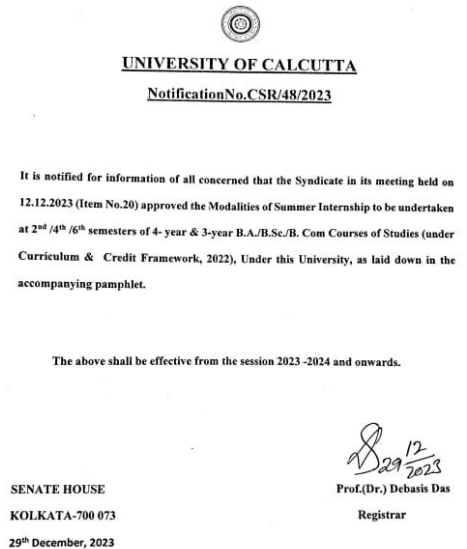 UNIVERSITY OF CALCUTTA
NotificationNo.CSR/48/2023
It is notified for information of all concerned that the Syndicate in its meeting held on
12.12.2023 (Item No.20) approved the Modalities of Summer Internship to be undertaken
at 2nd /4th /6th semesters of 4- year & 3-year B.A./B.Sc./B. Com Courses of Studies (under
Curriculum & Credit Framework, 2022), Under this University, as laid down in the
accompanying pamphlet.
The above shall be effective from the session 2023 -2024 and onwards.
29/12/2023
SENATE HOUSE
Prof.(Dr.) Debasis Das
KOLKATA-700 073
Registrar
29th December, 2023